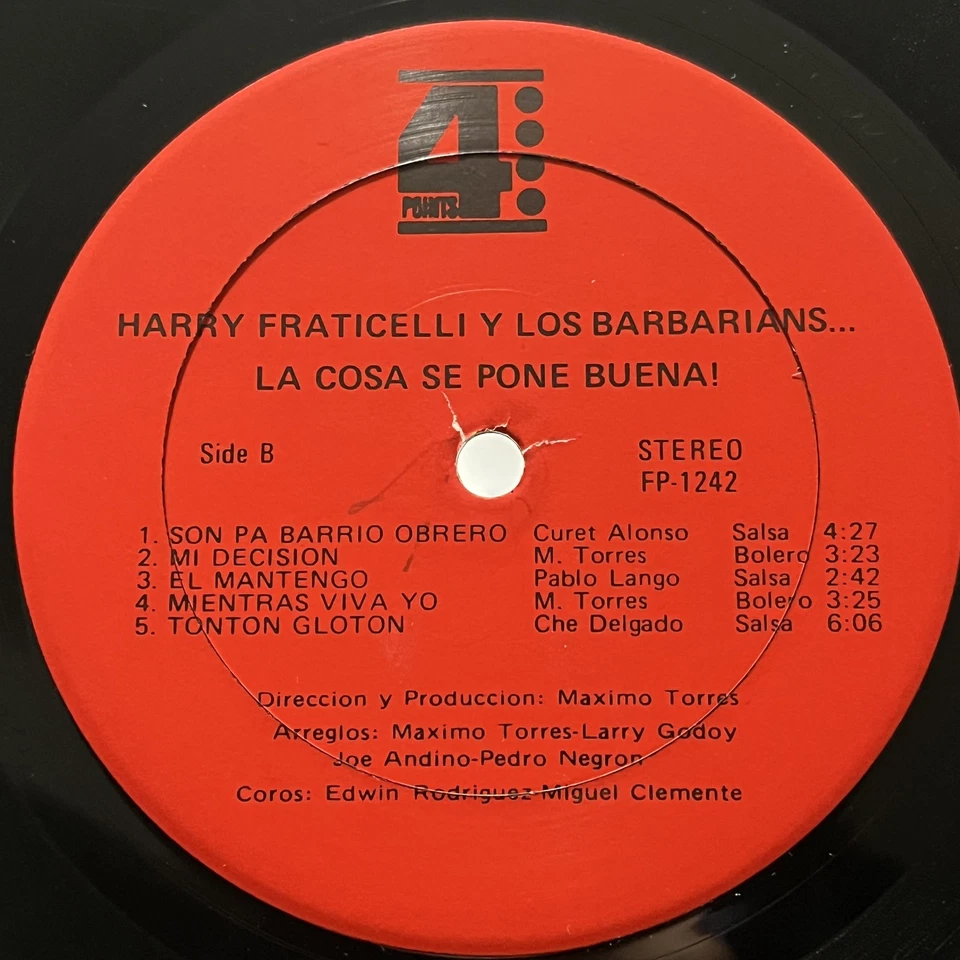 4
POINTS
HARRY FRATICELLI Y LOS BARBARIANS...
LA COSA SE PONE BUENA!
Side B
STEREO
FP-1242
1. SON PA BARRIO OBRERO Curet Alonso Salsa 4:27
2. MI DECISION M. Torres Bolero 3:23
3. EL MANTENGO Pablo Lango Salsa 2:42
4. MIENTRAS VIVA YO M. Torres Bolero 3:25
5. TONTON GLOTON Che Delgado Salsa 6:06
Direccion y Produccion: Maximo Torres
Arreglos: Maximo Torres-Larry Godoy
Joe Andino-Pedro Negron
Coros: Edwin Rodriguez-Miguel Clemente